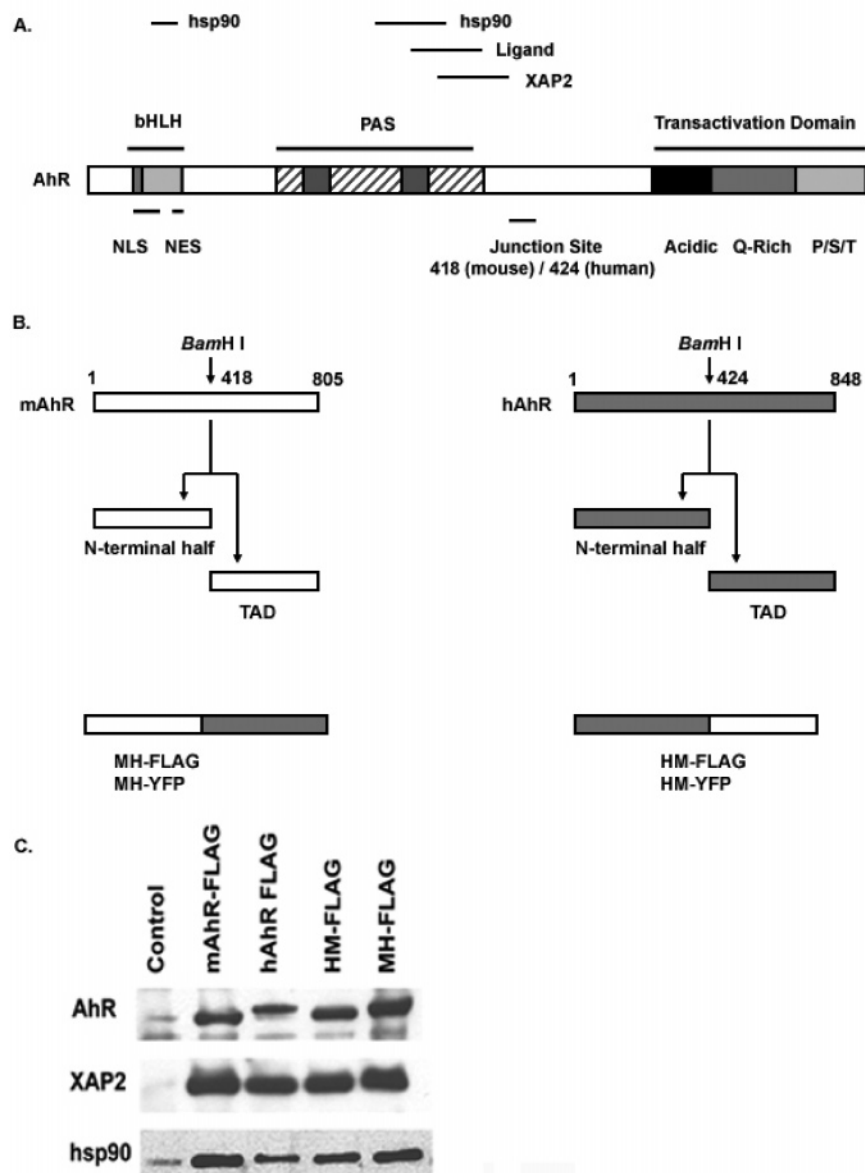 A.
hsp90 hsp90
Ligand
XAP2
bHLH PAS Transactivation Domain
AhR
NLS NES Junction Site Acidic Q-Rich P/S/T
418 (mouse) / 424 (human)
B.
BamH I BamH I
1 418 805 1 424 848
mAhR hAhR
N-terminal half N-terminal half
TAD TAD
MH-FLAG HM-FLAG
MH-YFP HM-YFP
C.
Control mAhR-FLAG hAhR FLAG HM-FLAG MH-FLAG
AhR
XAP2
hsp90